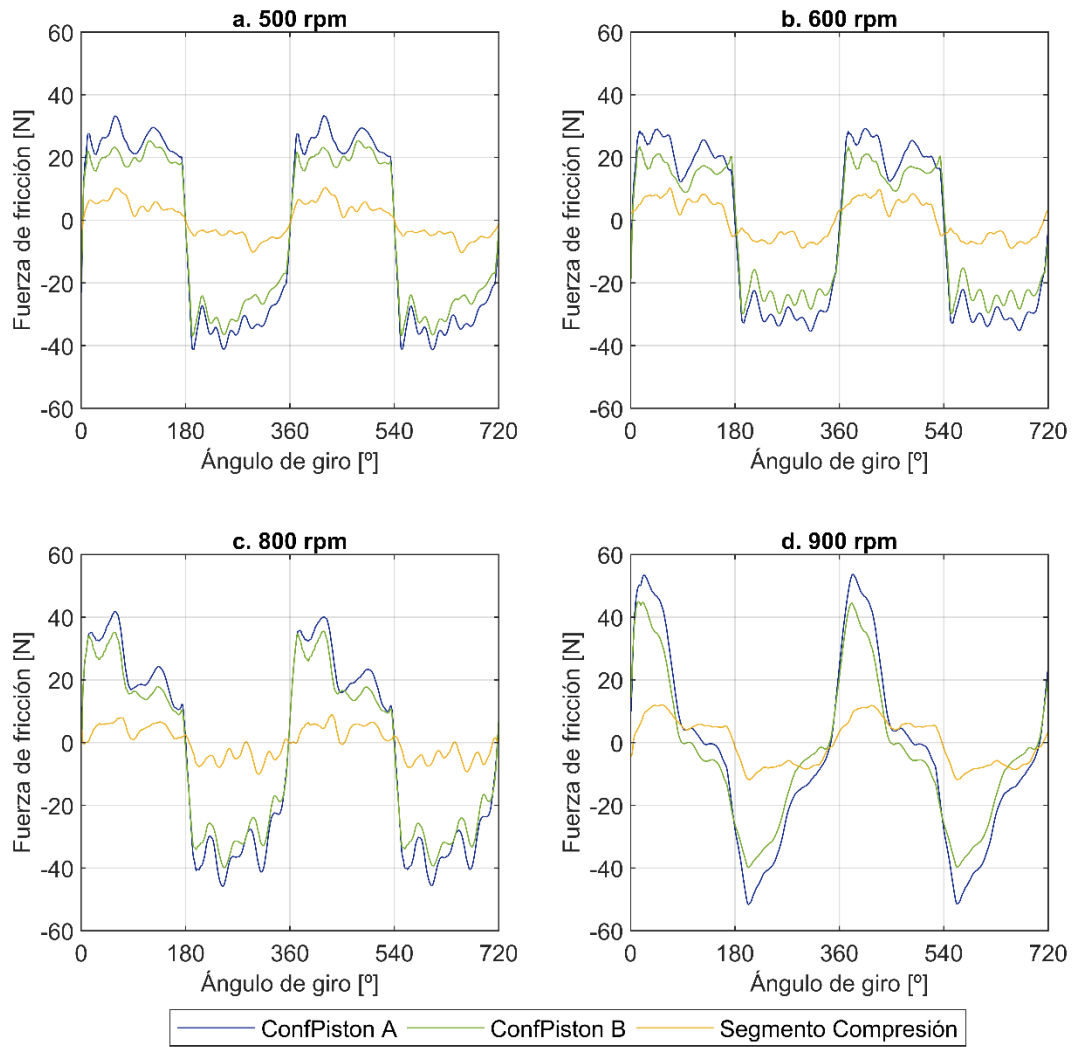 a. 500 rpm
60
40
20
0
-20
-40
-60
Fuerza de fricción [N]
0 180 360 540 720
Ángulo de giro [º]
b. 600 rpm
60
40
20
0
-20
-40
-60
Fuerza de fricción [N]
0 180 360 540 720
Ángulo de giro [º]
c. 800 rpm
60
40
20
0
-20
-40
-60
Fuerza de fricción [N]
0 180 360 540 720
Ángulo de giro [º]
d. 900 rpm
60
40
20
0
-20
-40
-60
Fuerza de fricción [N]
0 180 360 540 720
Ángulo de giro [º]
ConfPiston A ConfPiston B Segmento Compresión